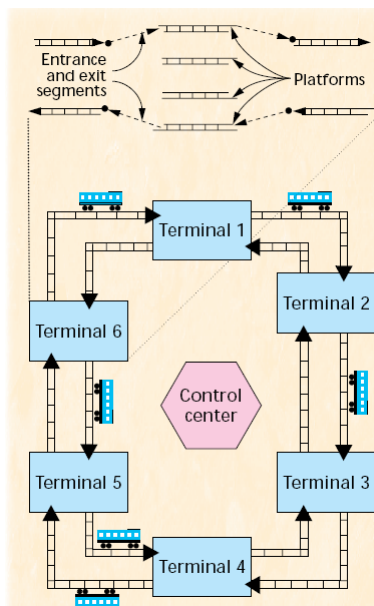 Entrance
and exit
segments
Platforms
Terminal 1
Terminal 2
Terminal 6
Control
center
Terminal 5
Terminal 3
Terminal 4